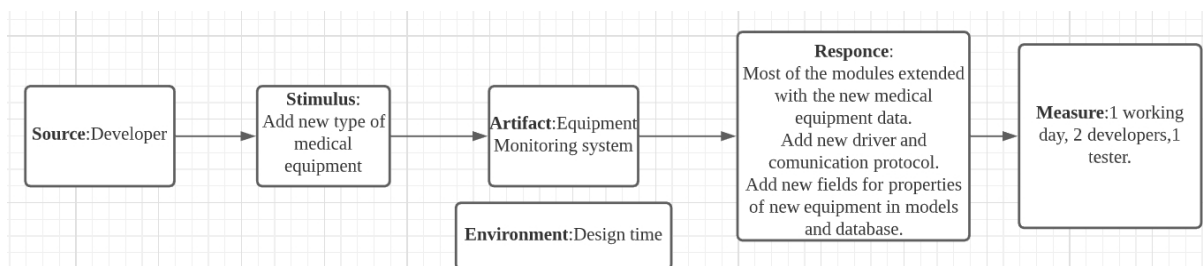 Source:Developer
Stimulus:
Add new type of
medical
equipment
Artifact:Equipment
Monitoring system
Environment:Design time
Responce:
Most of the modules extended
with the new medical
equipment data.
Add new driver and
comunication protocol.
Add new fields for properties
of new equipment in models
and database.
Measure:1 working
day, 2 developers,1
tester.